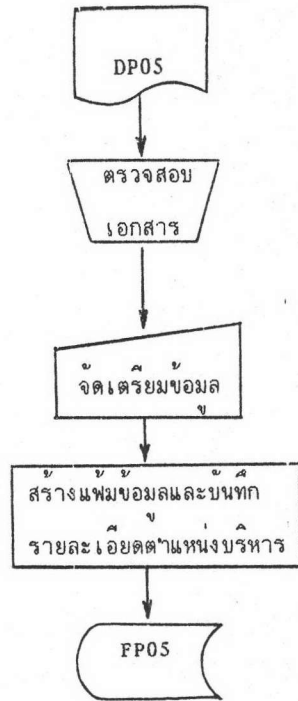 DP05
ตรวจสอบ
เอกสาร
จัดเตรียมข้อมูล
สร้างแฟ้มข้อมูลและบันทึก
รายละเอียดตำแหน่งบริหาร
FP05